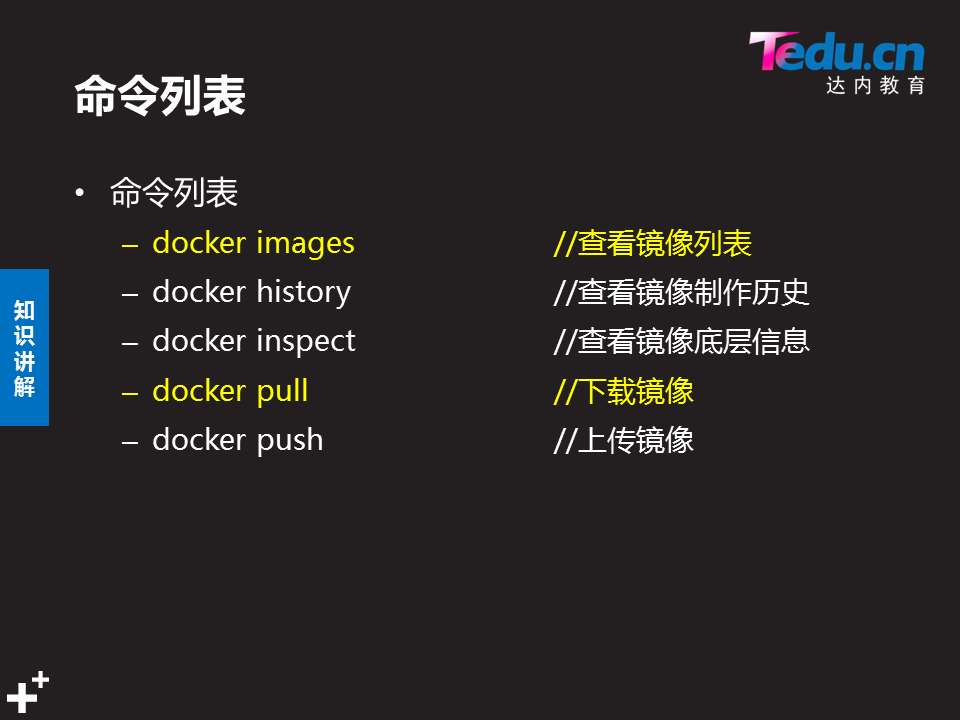 Tedu.cn
达内教育
命令列表
• 命令列表
– docker images //查看镜像列表
– docker history //查看镜像制作历史
– docker inspect //查看镜像底层信息
– docker pull //下载镜像
– docker push //上传镜像
知识讲解